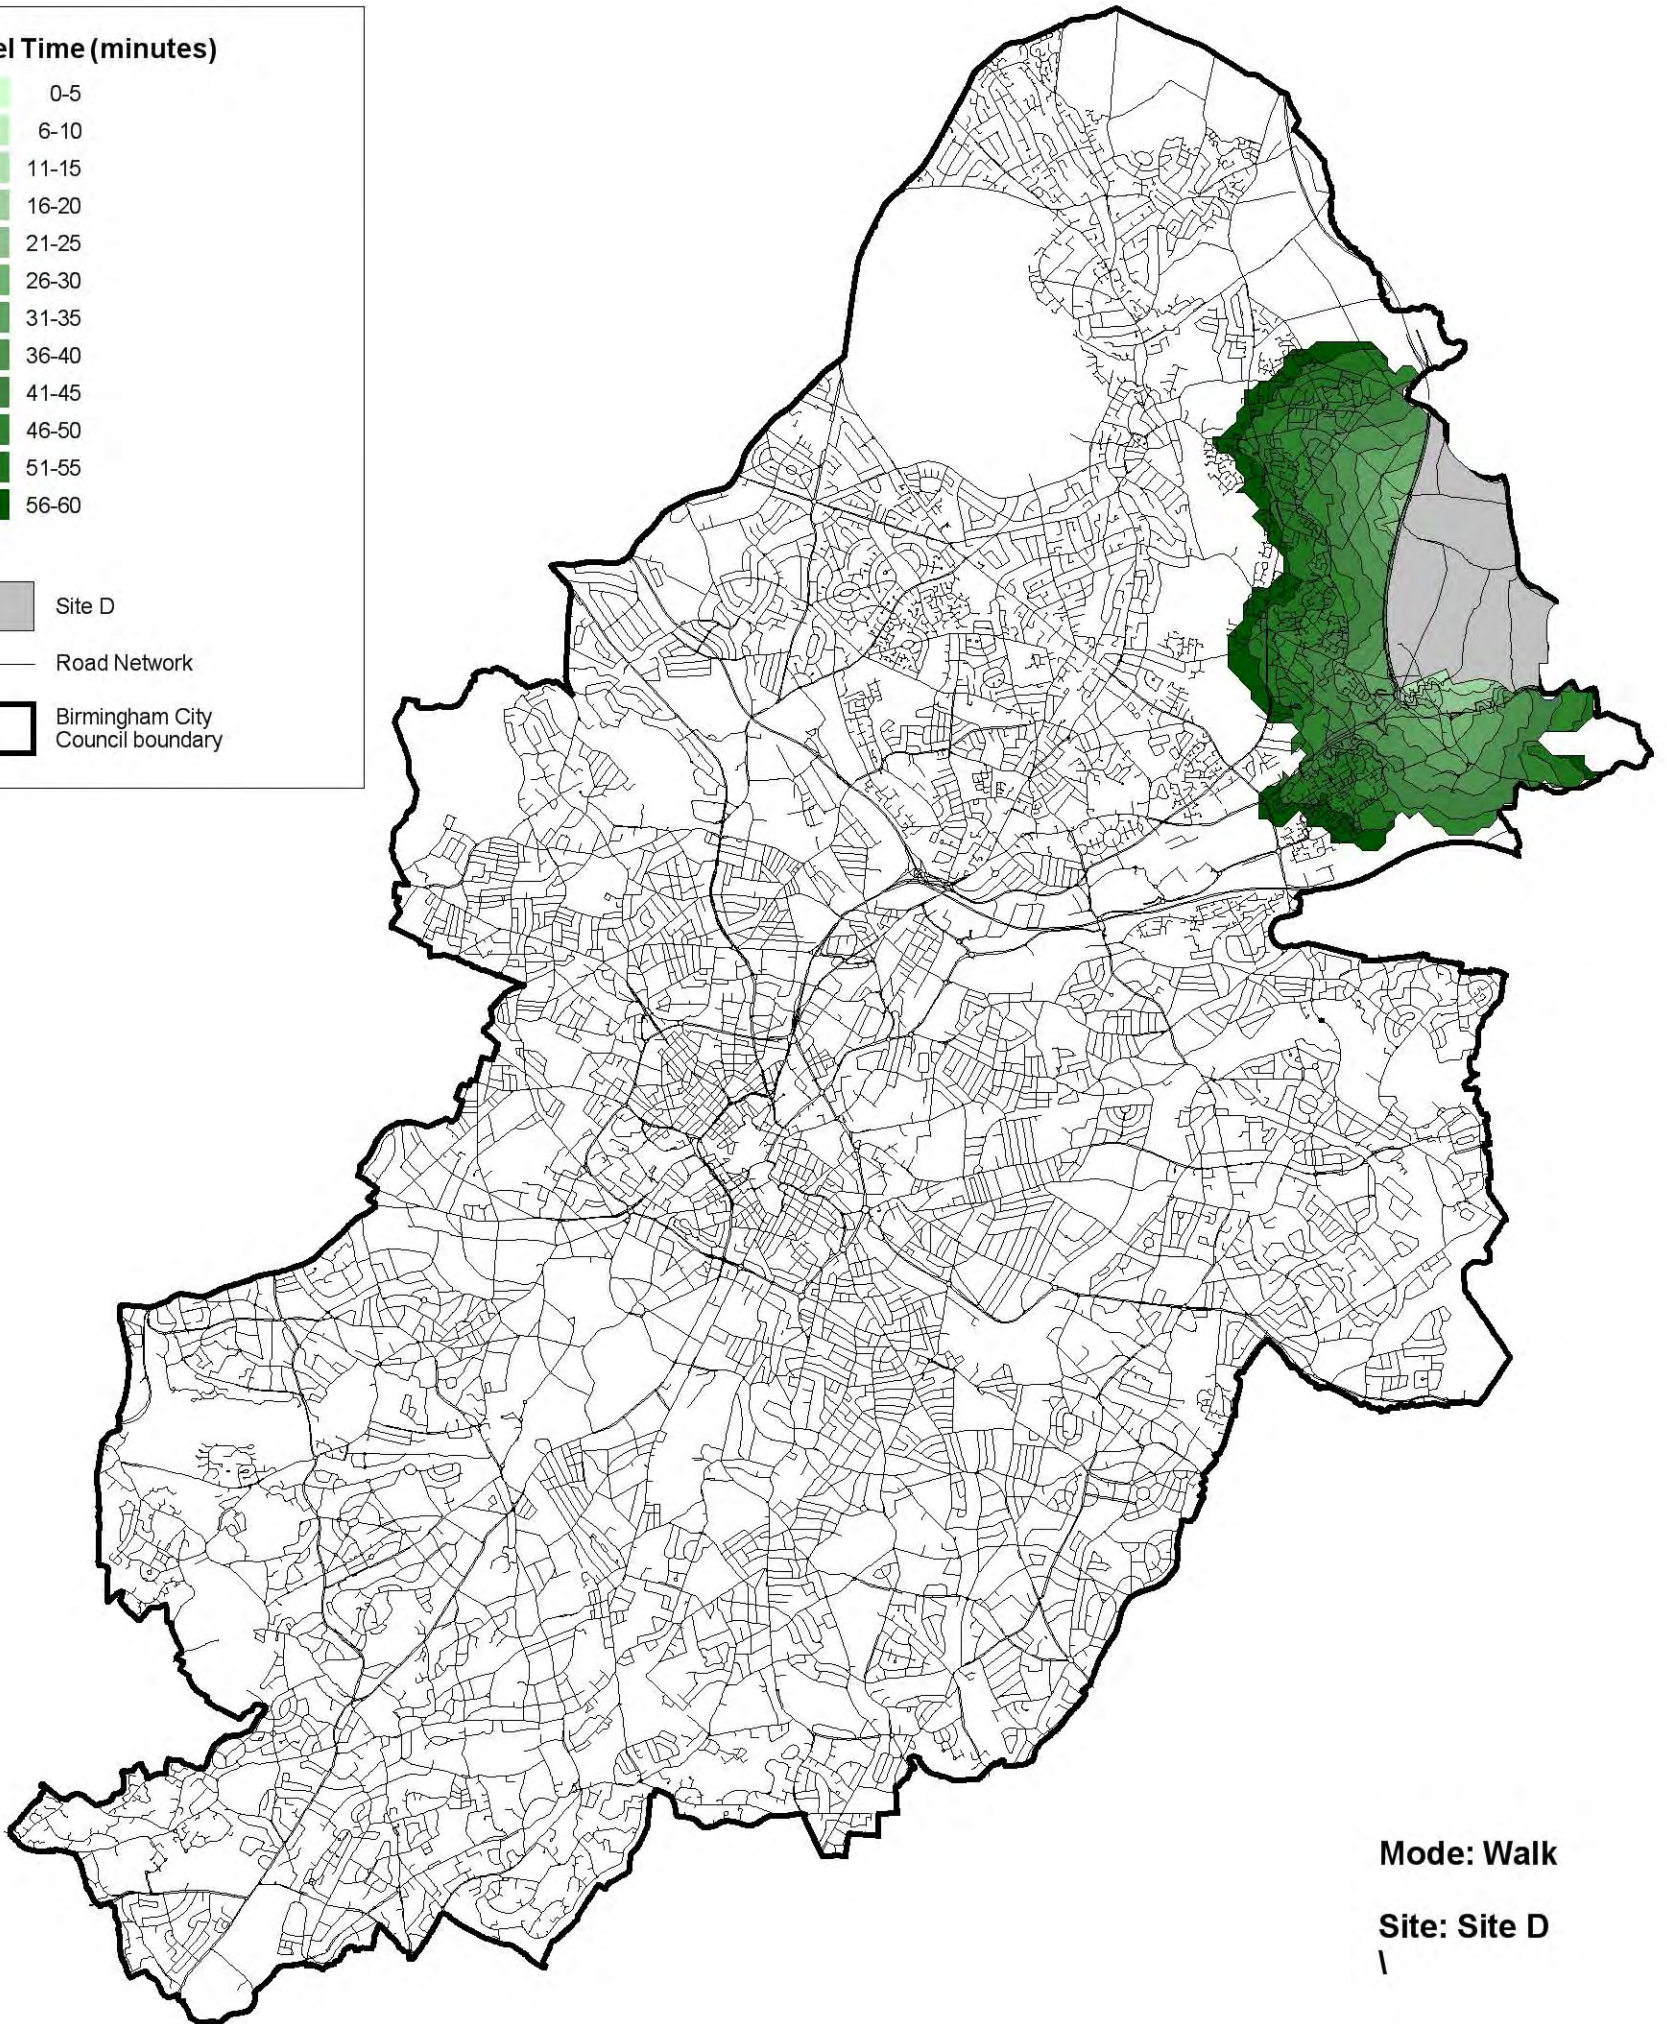 el Time (minutes)
0-5
6-10
11-15
16-20
21-25
26-30
31-35
36-40
41-45
46-50
51-55
56-60
Site D
Road Network
Birmingham City
Council boundary
Mode: Walk
Site: Site D
\